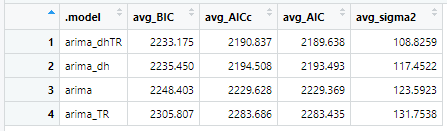 .model avg_BIC avg_AICc avg_AIC avg_sigma2
1 arima_dhTR 2233.175 2190.837 2189.638 108.8259
2 arima_dh 2235.450 2194.508 2193.493 117.4522
3 arima 2248.403 2229.628 2229.369 123.5923
4 arima_TR 2305.807 2283.686 2283.435 131.7538